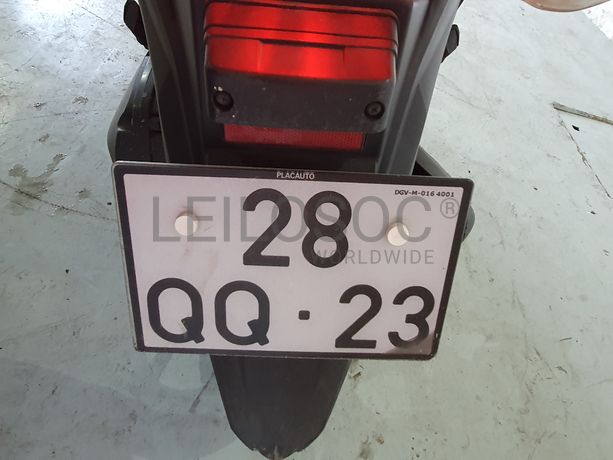 PLACAUTO
DGV-M-016 4001
28
LEILOSOC®
WORLDWIDE
QQ·23